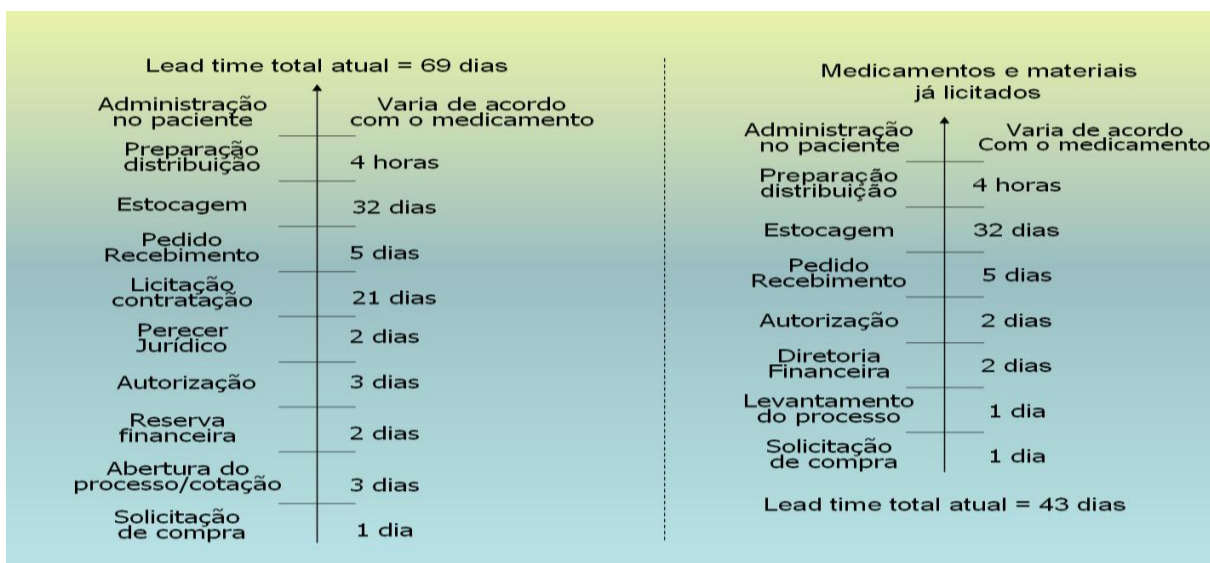 Lead time total atual = 69 dias
Administração
no paciente
Varia de acordo
com o medicamento
Preparação
distribuição
4 horas
Estocagem
32 dias
Pedido
Recebimento
5 dias
Licitação
contratação
21 dias
Perecer
Jurídico
2 dias
Autorização
3 dias
Reserva
financeira
2 dias
Abertura do
processo/cotação
3 dias
Solicitação
de compra
1 dia
Medicamentos e materiais
já licitados
Administração
no paciente
Varia de acordo
Com o medicamento
Preparação
distribuição
4 horas
Estocagem
32 dias
Pedido
Recebimento
5 dias
Autorização
2 dias
Diretoria
Financeira
2 dias
Levantamento
do processo
1 dia
Solicitação
de compra
1 dia
Lead time total atual = 43 dias